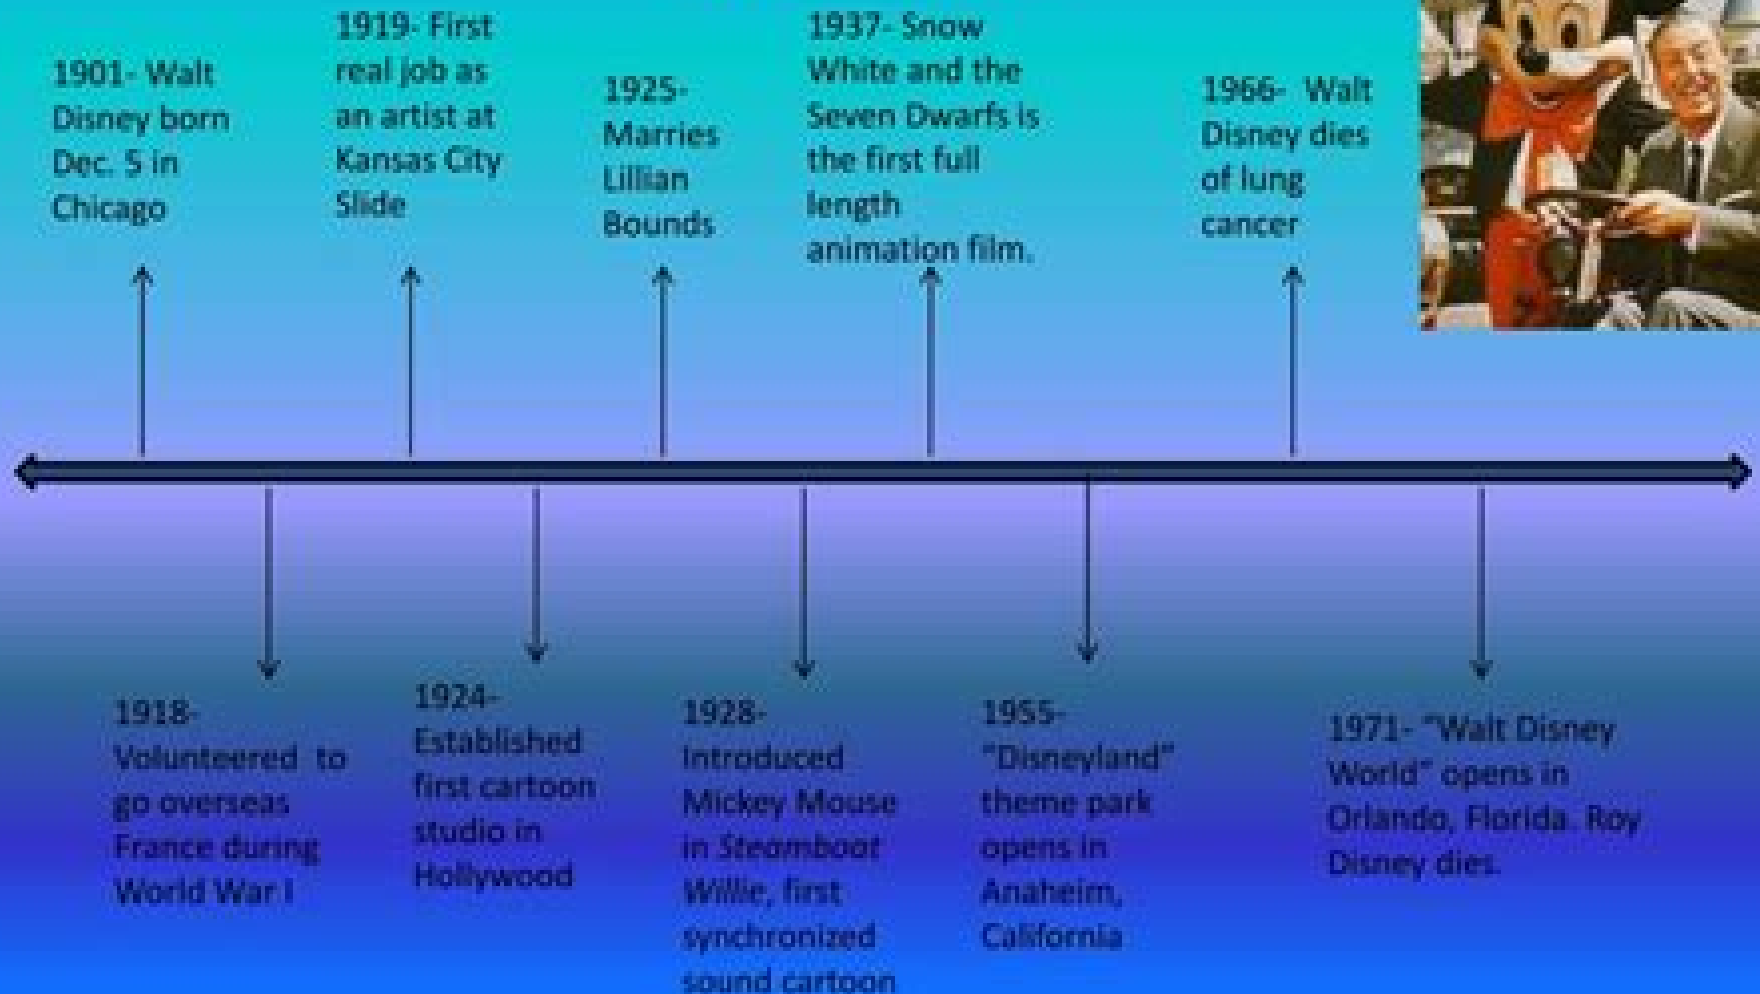 1901- Walt
Disney born
Dec. 5 in
Chicago
1919- First
real job as
an artist at
Kansas City
Slide
1925-
Marries
Lillian
Bounds
1937- Snow
White and the
Seven Dwarfs is
the first full
length
animation film.
1966- Walt
Disney dies
of lung
cancer
1918-
Volunteered to
go overseas
France during
World War I
1924-
Established
first cartoon
studio in
Hollywood
1928-
Introduced
Mickey Mouse
in Steamboat
Willie, first
synchronized
sound cartoon
1955-
"Disneyland"
theme park
opens in
Anaheim,
California
1971- "Walt Disney
World" opens in
Orlando, Florida. Roy
Disney dies.